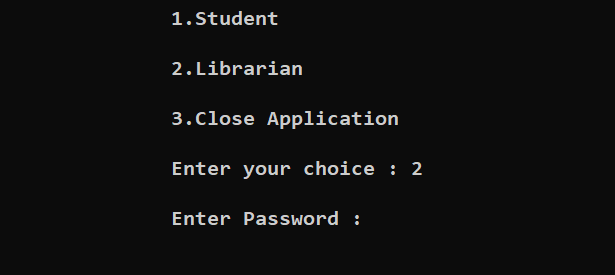 1.Student
2.Librarian
3.Close Application
Enter your choice : 2
Enter Password :